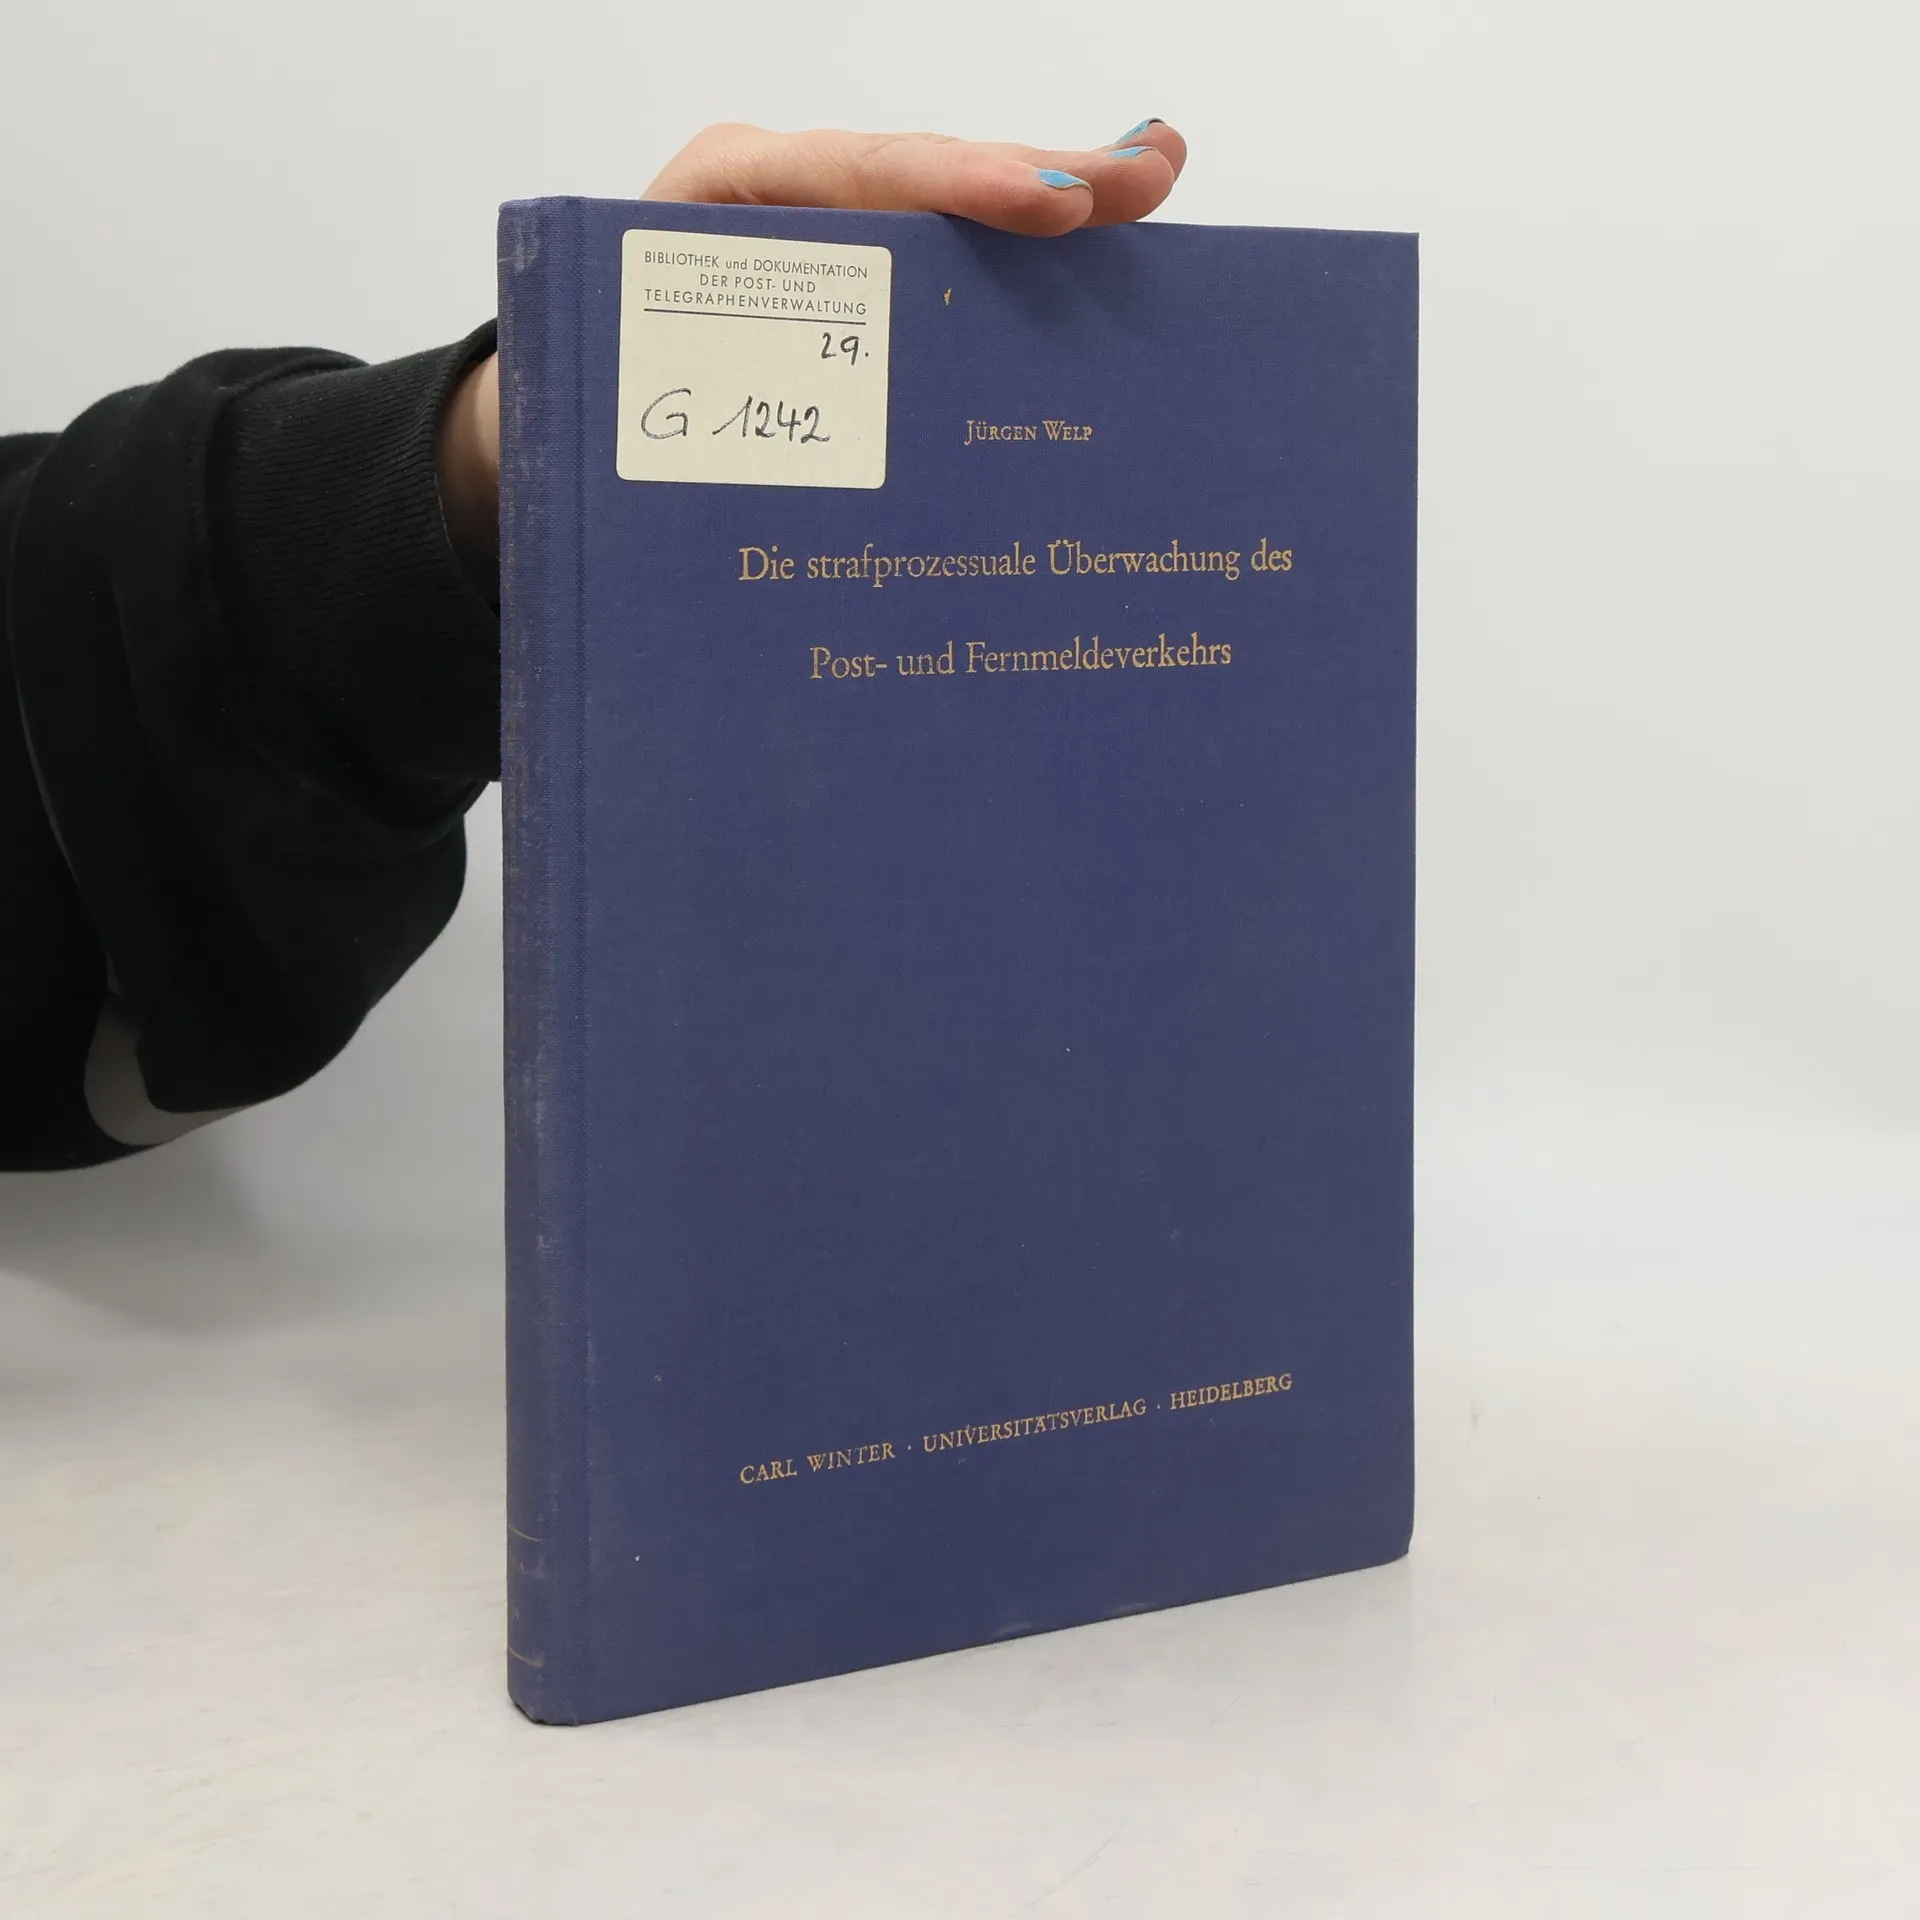 BIBLIOTHEK und DOKUMENTATION
DER POST- UND
TELEGRAPHENVERWALTUNG
29.
G 1242
JÜRGEN WELP
Die strafprozessuale Überwachung des
Post- und Fernmeldeverkehrs
CARL WINTER · UNIVERSITÄTSVERLAG · HEIDELBERG